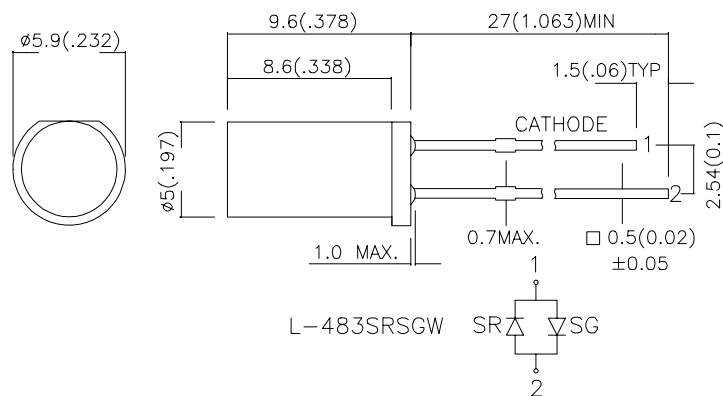 9.6(.378)
27(1.063)MIN
ø5.9(.232)
8.6(.338)
1.5(.06)TYP
CATHODE
1
ø5(.197)
2.54(0.1)
2
0.7MAX.
□ 0.5(0.02)
±0.05
1.0 MAX.
1
L-483SRSGW
SR
SG
2